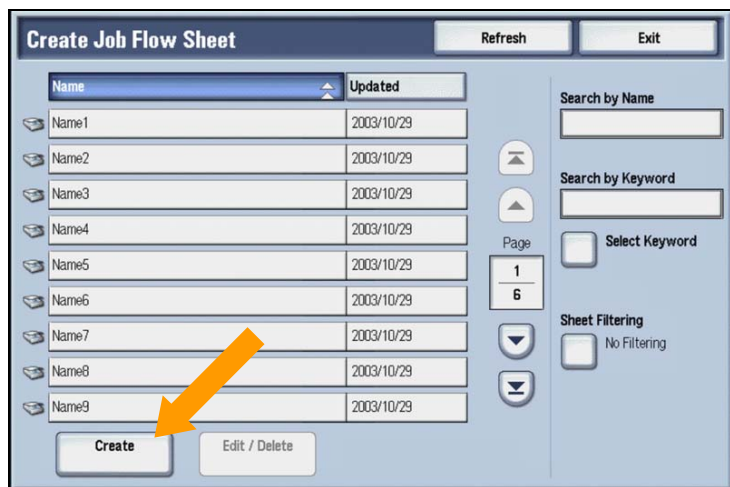 Create Job Flow Sheet Refresh Exit
Name Updated
Name1 2003/10/29
Name2 2003/10/29
Name3 2003/10/29
Name4 2003/10/29
Name5 2003/10/29
Name6 2003/10/29
Name7 2003/10/29
Name8 2003/10/29
Name9 2003/10/29
Create Edit / Delete
Page
1
6
Search by Name
Search by Keyword
Select Keyword
Sheet Filtering
No Filtering